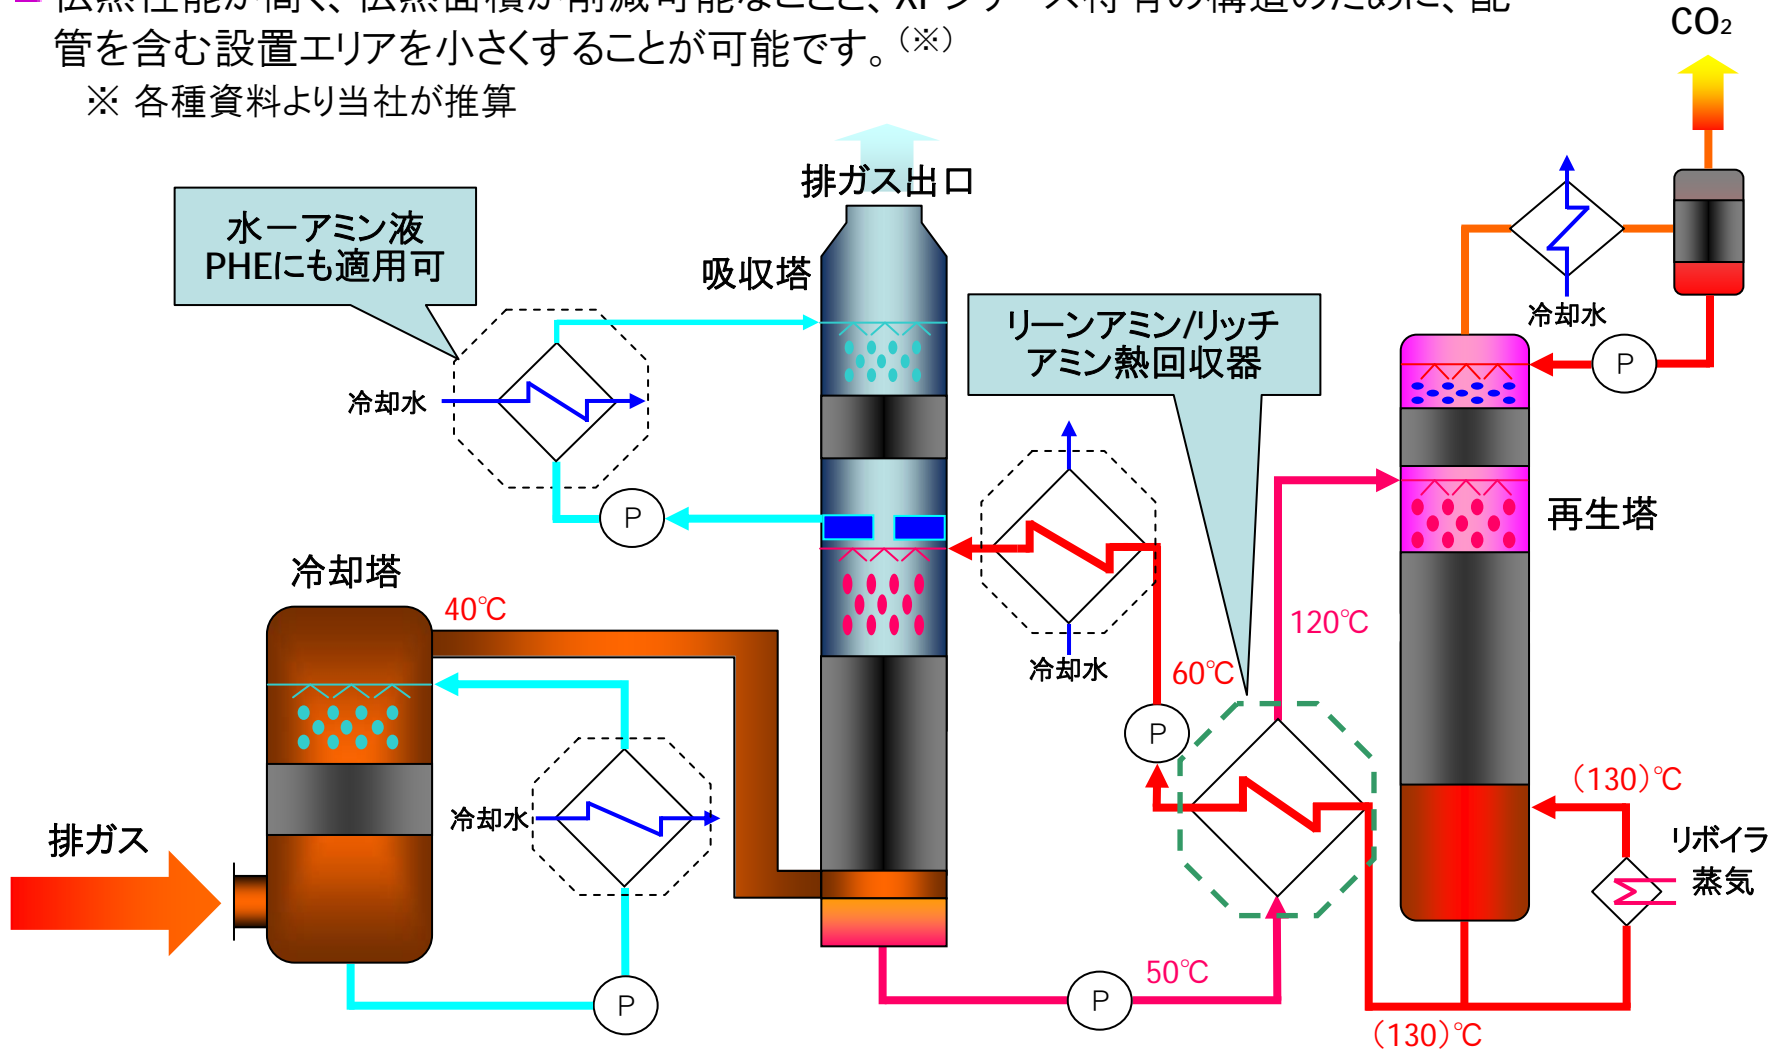 管を含む設置エリアを小さくすることが可能です。(※)
※ 各種資料より当社が推算
CO2
排ガス出口
水ーアミン液
PHEにも適用可
吸収塔
リーンアミン/リッチ
アミン熱回収器
冷却水
冷却水
P
P
再生塔
冷却塔
40℃
120℃
冷却水
60℃
P
(130)℃
冷却水
排ガス
リボイラ
蒸気
50℃
P
P
(130)℃